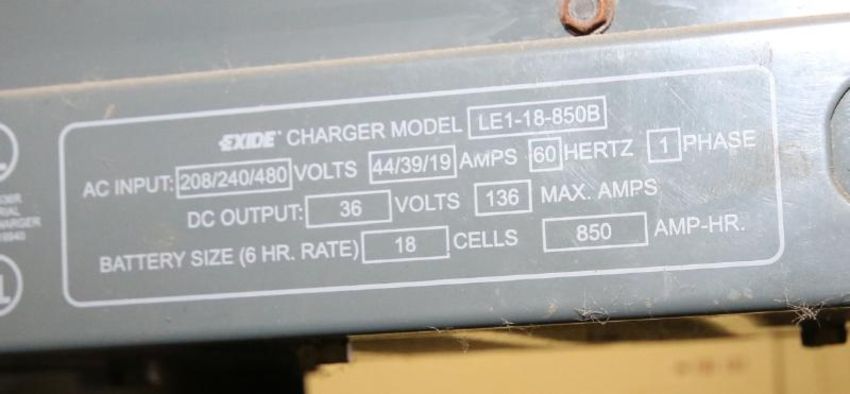 EXIDE CHARGER MODEL LE1-18-850B
AC INPUT: 208/240/480 VOLTS 44/39/19 AMPS 60 HERTZ 1 PHASE
DC OUTPUT: 36 VOLTS 136 MAX. AMPS
BATTERY SIZE (6 HR. RATE) 18 CELLS 850 AMP-HR.